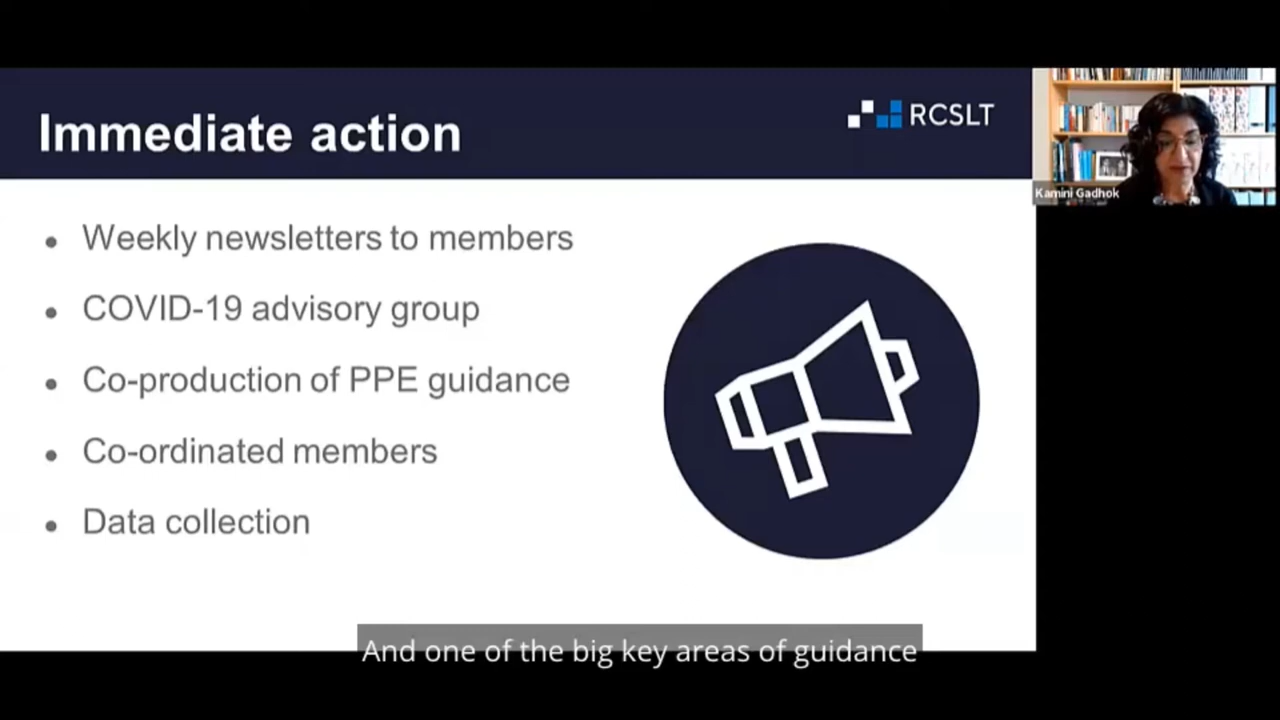 Immediate action
RCSLT
Kamini Gadhok
Weekly newsletters to members
COVID-19 advisory group
Co-production of PPE guidance
Co-ordinated members
Data collection
And one of the big key areas of guidance